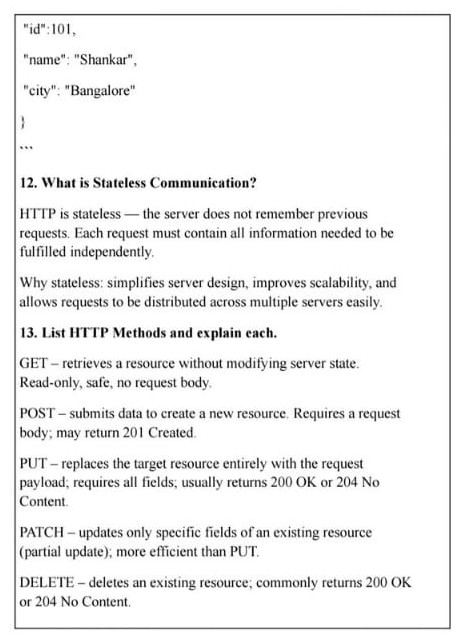 "id":101,
"name": "Shankar",
"city": "Bangalore"
}
```
12. What is Stateless Communication?
HTTP is stateless — the server does not remember previous
requests. Each request must contain all information needed to be
fulfilled independently.
Why stateless: simplifies server design, improves scalability, and
allows requests to be distributed across multiple servers easily.
13. List HTTP Methods and explain each.
GET – retrieves a resource without modifying server state.
Read-only, safe, no request body.
POST – submits data to create a new resource. Requires a request
body; may return 201 Created.
PUT – replaces the target resource entirely with the request
payload; requires all fields; usually returns 200 OK or 204 No
Content.
PATCH – updates only specific fields of an existing resource
(partial update); more efficient than PUT.
DELETE – deletes an existing resource; commonly returns 200 OK
or 204 No Content.